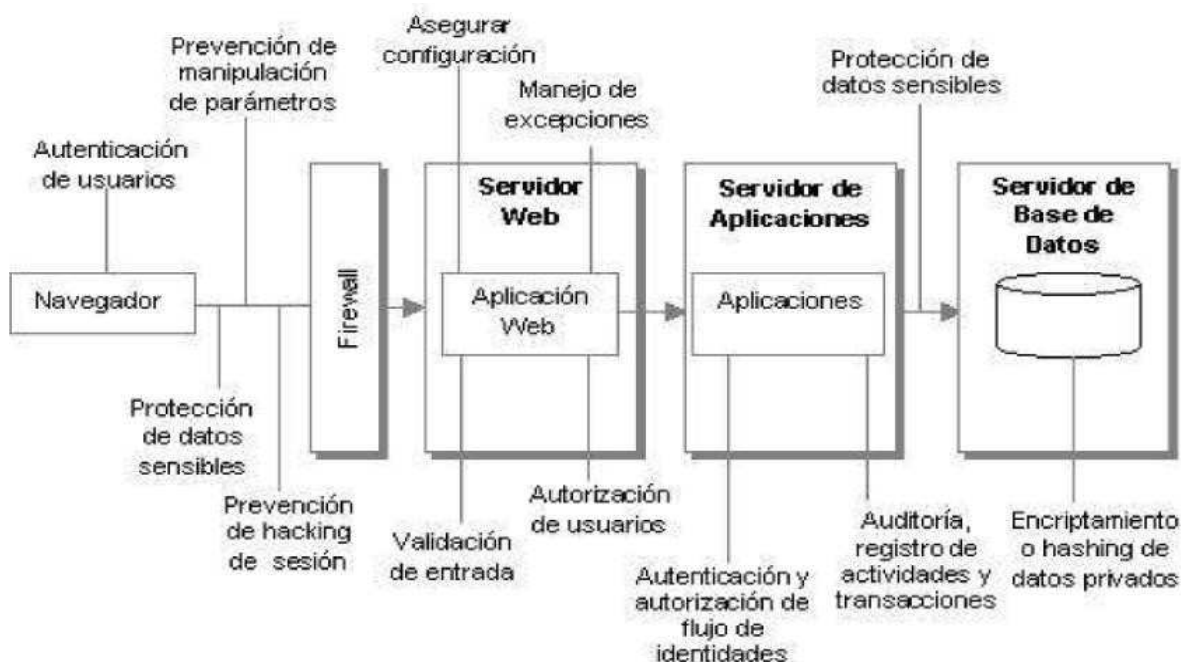 Asegurar
configuración
Prevención de
manipulación
de parámetros
Protección de
datos sensibles
Manejo de
excepciones
Autenticación
de usuarios
Servidor
Web
Servidor de
Aplicaciones
Servidor de
Base de
Datos
Navegador
Firewall
Aplicación
Web
Aplicaciones
Protección
de datos
sensibles
Prevención
de hacking
de sesión
Validación
de entrada
Autorización
de usuarios
Autenticación y
autorización de
flujo de
identidades
Auditoría,
registro de
actividades y
transacciones
Encriptamiento
o hashing de
datos privados